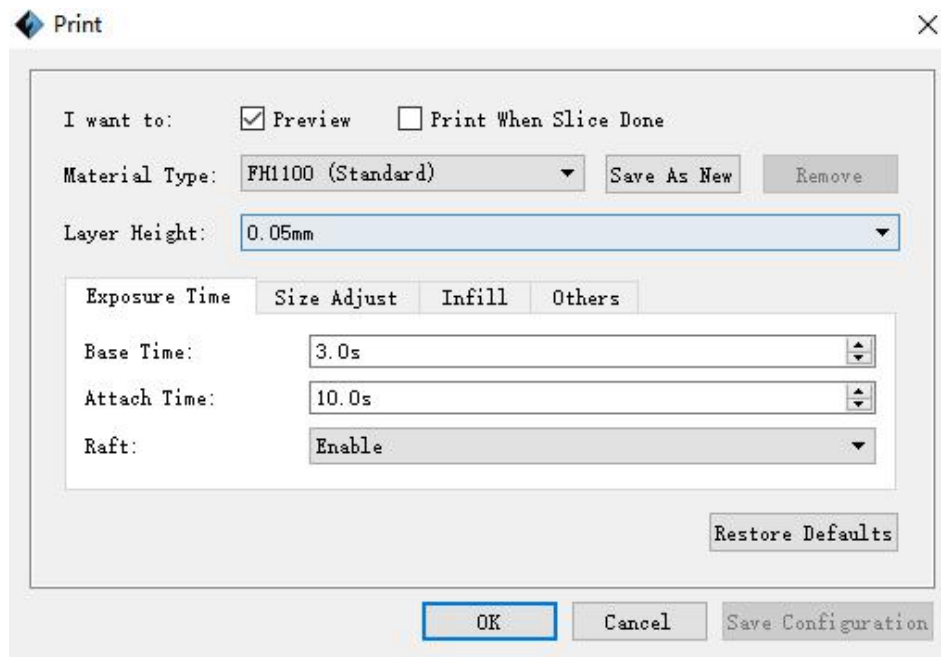 Print
I want to: Preview Print When Slice Done
Material Type: FH1100 (Standard) Save As New Remove
Layer Height: 0.05mm
Exposure Time Size Adjust Infill Others
Base Time: 3.0s
Attach Time: 10.0s
Raft: Enable
Restore Defaults
OK Cancel Save Configuration